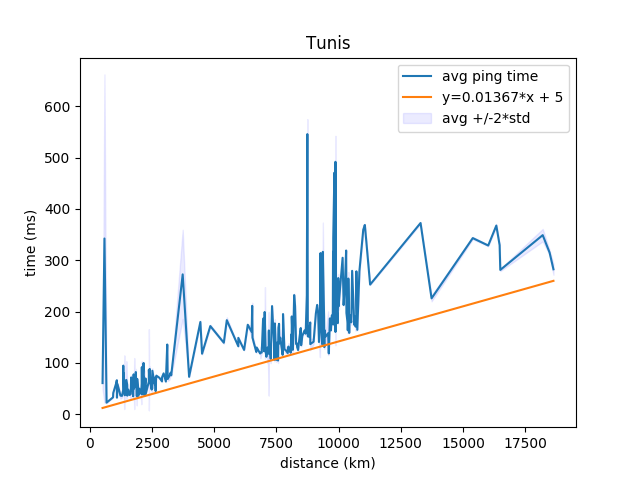 Tunis
avg ping time
y=0.01367*x + 5
avg +/-2*std
600
500
400
300
200
100
0
time (ms)
0 2500 5000 7500 10000 12500 15000 17500
distance (km)